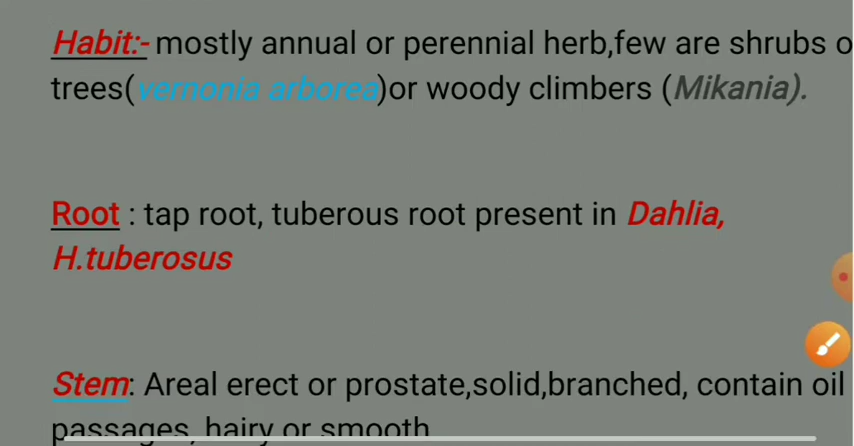 Habit:- mostly annual or perennial herb,few are shrubs o
trees(vernonia arborea)or woody climbers (Mikania).
Root : tap root, tuberous root present in Dahlia,
H.tuberosus
Stem: Areal erect or prostate,solid,branched, contain oil
passages, hairy or smooth